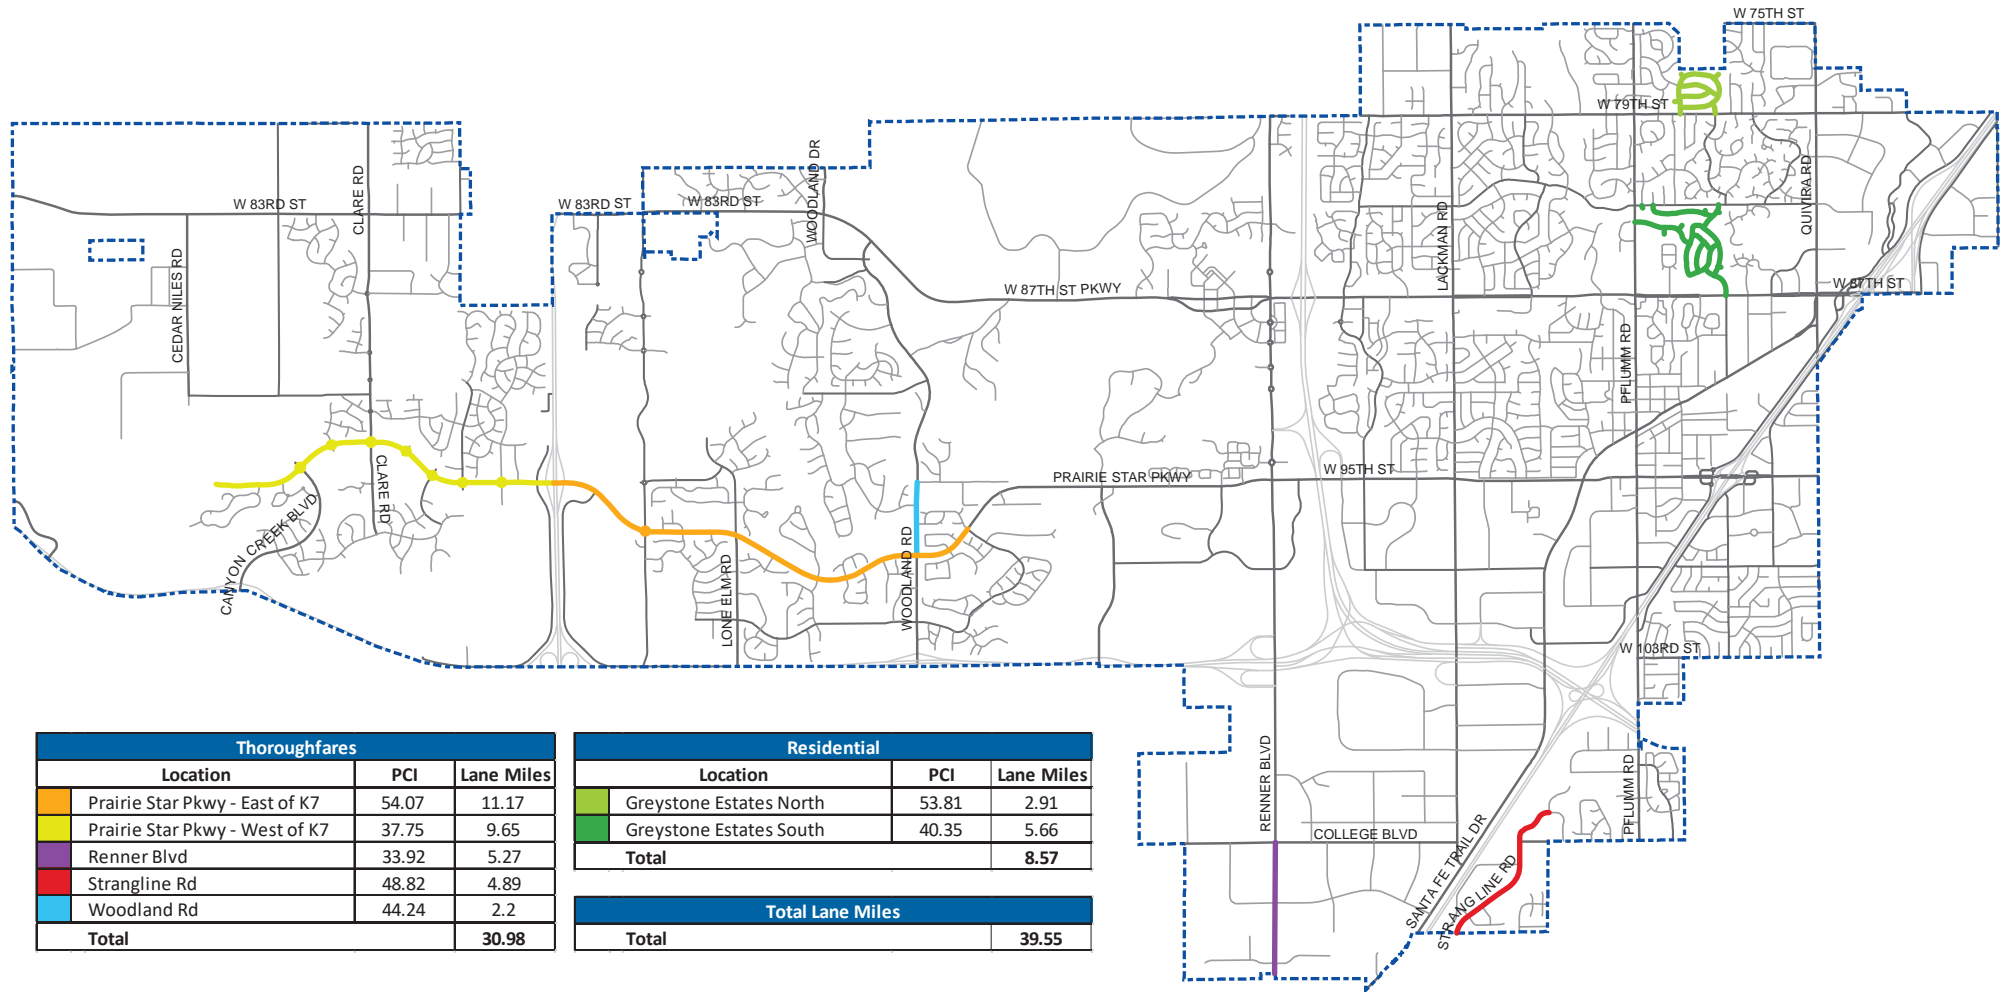 W 75TH ST
W 79TH ST
WOODLAND DR
CLARE RD
W 83RD ST
W 83RD ST
W 83RD ST
QUIVIRA RD
LACKMAN RD
CEDAR NILES RD
W 87TH ST PKWY
W 87TH ST
PFLUMM RD
W 95TH ST
PRAIRIE STAR PKWY
CLARE RD
CANYON CREEK BLVD
LONE ELM RD
WOODLAND RD
W 103RD ST
RENNER BLVD
PFLUMM RD
COLLEGE BLVD
SANTA FE TRAIL DR
STRANG LINE RD
Thoroughfares
Location PCI Lane Miles
Prairie Star Pkwy - East of K7 54.07 11.17
Prairie Star Pkwy - West of K7 37.75 9.65
Renner Blvd 33.92 5.27
Strangline Rd 48.82 4.89
Woodland Rd 44.24 2.2
Total 30.98
Residential
Location PCI Lane Miles
Greystone Estates North 53.81 2.91
Greystone Estates South 40.35 5.66
Total 8.57
Total Lane Miles
Total 39.55